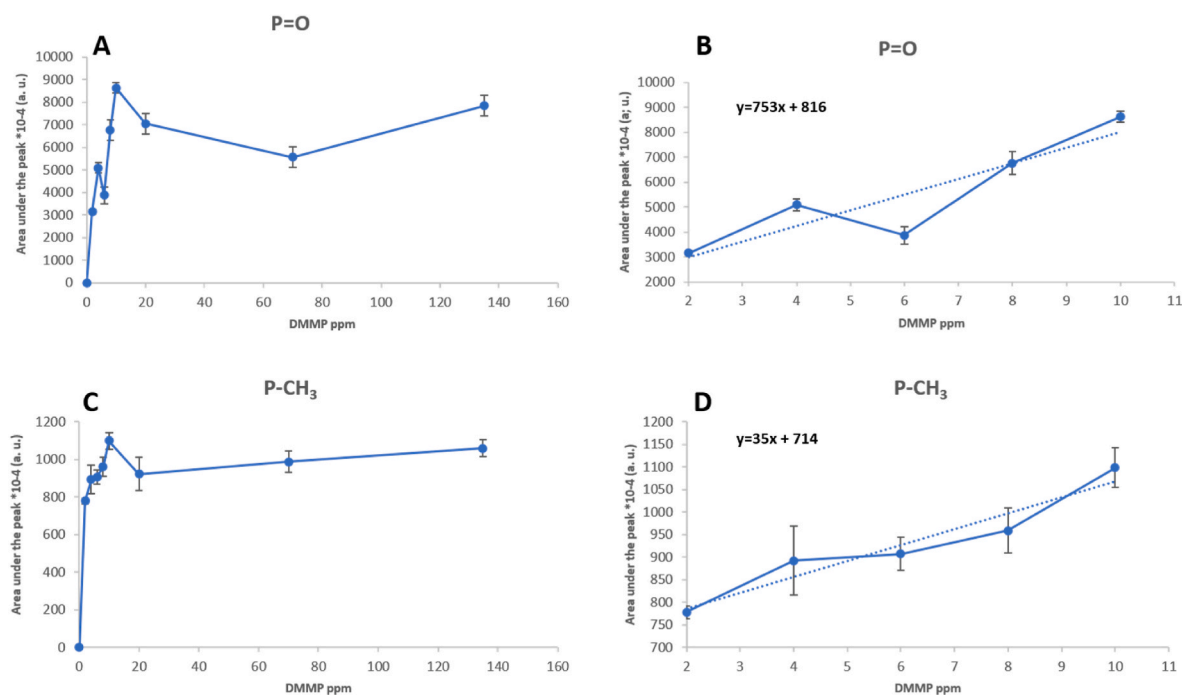 A
P=O
Area under the peak *10-4 (a. u.)
10000
9000
8000
7000
6000
5000
4000
3000
2000
1000
0
0 20 40 60 80 100 120 140 160
DMMP ppm
B
P=O
y=753x + 816
Area under the peak *10-4 (a; u.)
10000
9000
8000
7000
6000
5000
4000
3000
2000
2 3 4 5 6 7 8 9 10 11
DMMP ppm
C
P-CH₃
Area under the peak *10-4 (a. u.)
1200
1000
800
600
400
200
0
0 20 40 60 80 100 120 140 160
DMMP ppm
D
P-CH₃
y=35x + 714
Area under the peak *10-4 (a. u.)
1200
1150
1100
1050
950
900
850
800
750
700
2 3 4 5 6 7 8 9 10 11
DMMP ppm